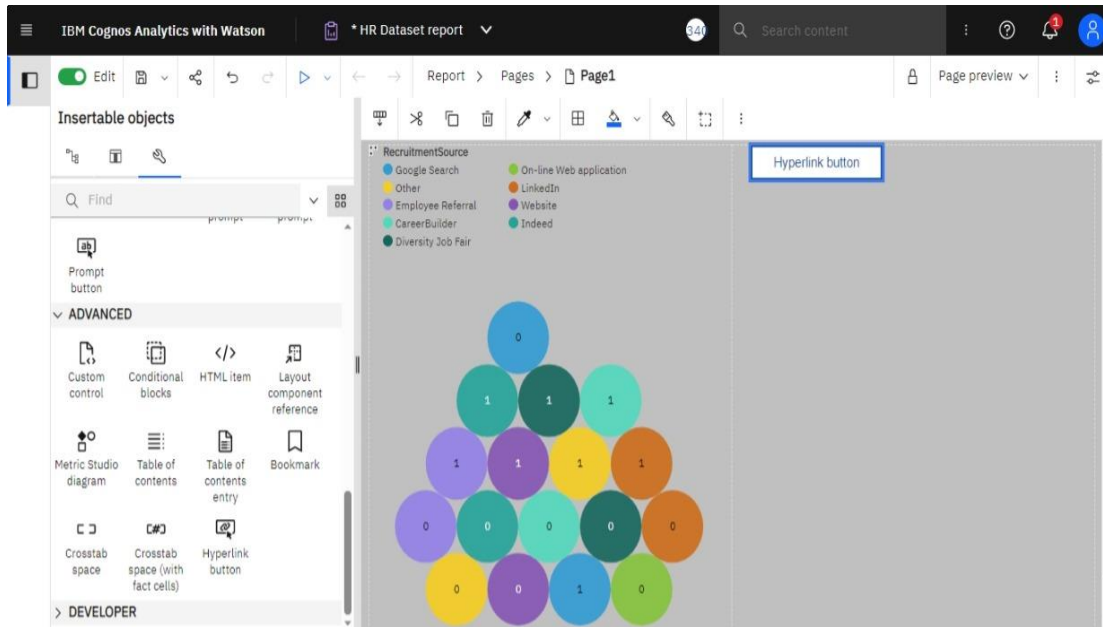 IBM Cognos Analytics with Watson
* HR Dataset report
340
Search content
1
Edit
Report > Pages > Page1
Page preview
Insertable objects
Find
prompt prompt
Prompt
button
ADVANCED
Custom
control
Conditional
blocks
</> HTML item
Layout
component
reference
Metric Studio
diagram
Table of
contents
Table of
contents
entry
Bookmark
Crosstab
space
Crosstab
space (with
fact cells)
Hyperlink
button
DEVELOPER
RecruitmentSource
Google Search
On-line Web application
Other
LinkedIn
Employee Referral
Website
CareerBuilder
Indeed
Diversity Job Fair
0
1 1 1
1 1 1 1
0 0 0 0 0
0 0 1 0
Hyperlink button